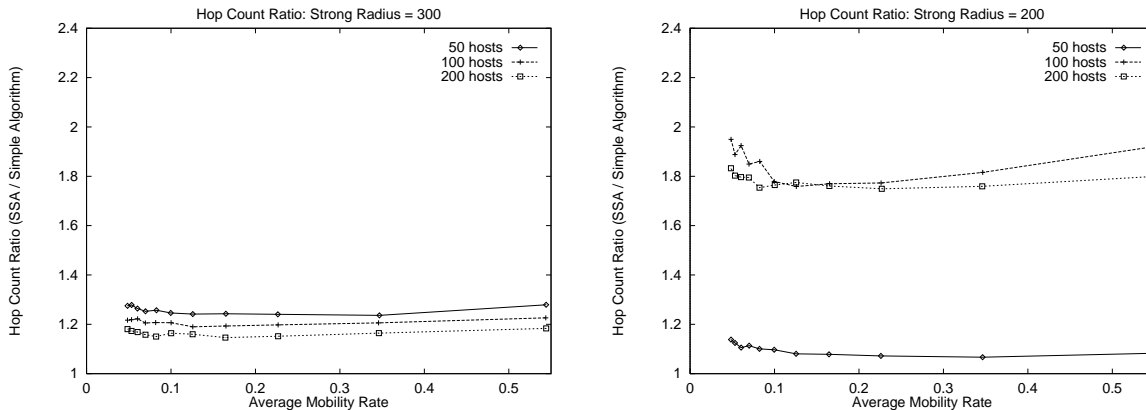 Hop Count Ratio: Strong Radius = 300
Hop Count Ratio (SSA / Simple Algorithm)
2.4
2.2
2
1.8
1.6
1.4
1.2
1
50 hosts
100 hosts
200 hosts
0 0.1 0.2 0.3 0.4 0.5
Average Mobility Rate
Hop Count Ratio: Strong Radius = 200
Hop Count Ratio (SSA / Simple Algorithm)
2.4
2.2
2
1.8
1.6
1.4
1.2
1
50 hosts
100 hosts
200 hosts
0 0.1 0.2 0.3 0.4 0.5
Average Mobility Rate